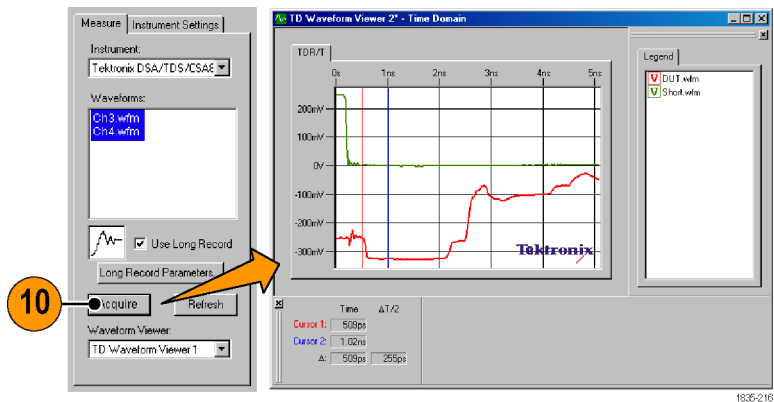 Measure
Instrument Settings
Instrument:
Tektronix DSA/TDS/CSA8
Waveforms:
Ch3.wfm
Ch4.wfm
Use Long Record
Long Record Parameters
10
Acquire
Refresh
Waveform Viewer:
TD Waveform Viewer 1
TD Waveform Viewer 2* - Time Domain
TDR/T
0s 1ns 2ns 3ns 4ns 5ns
200mV
100mV
0V
-100mV
-200mV
-300mV
Tektronix
Legend
V DUT.wfm
V Short.wfm
Time ΔT/2
Cursor 1: 509ps
Cursor 2: 1.02ns
Δ: 509ps 255ps
1835-216